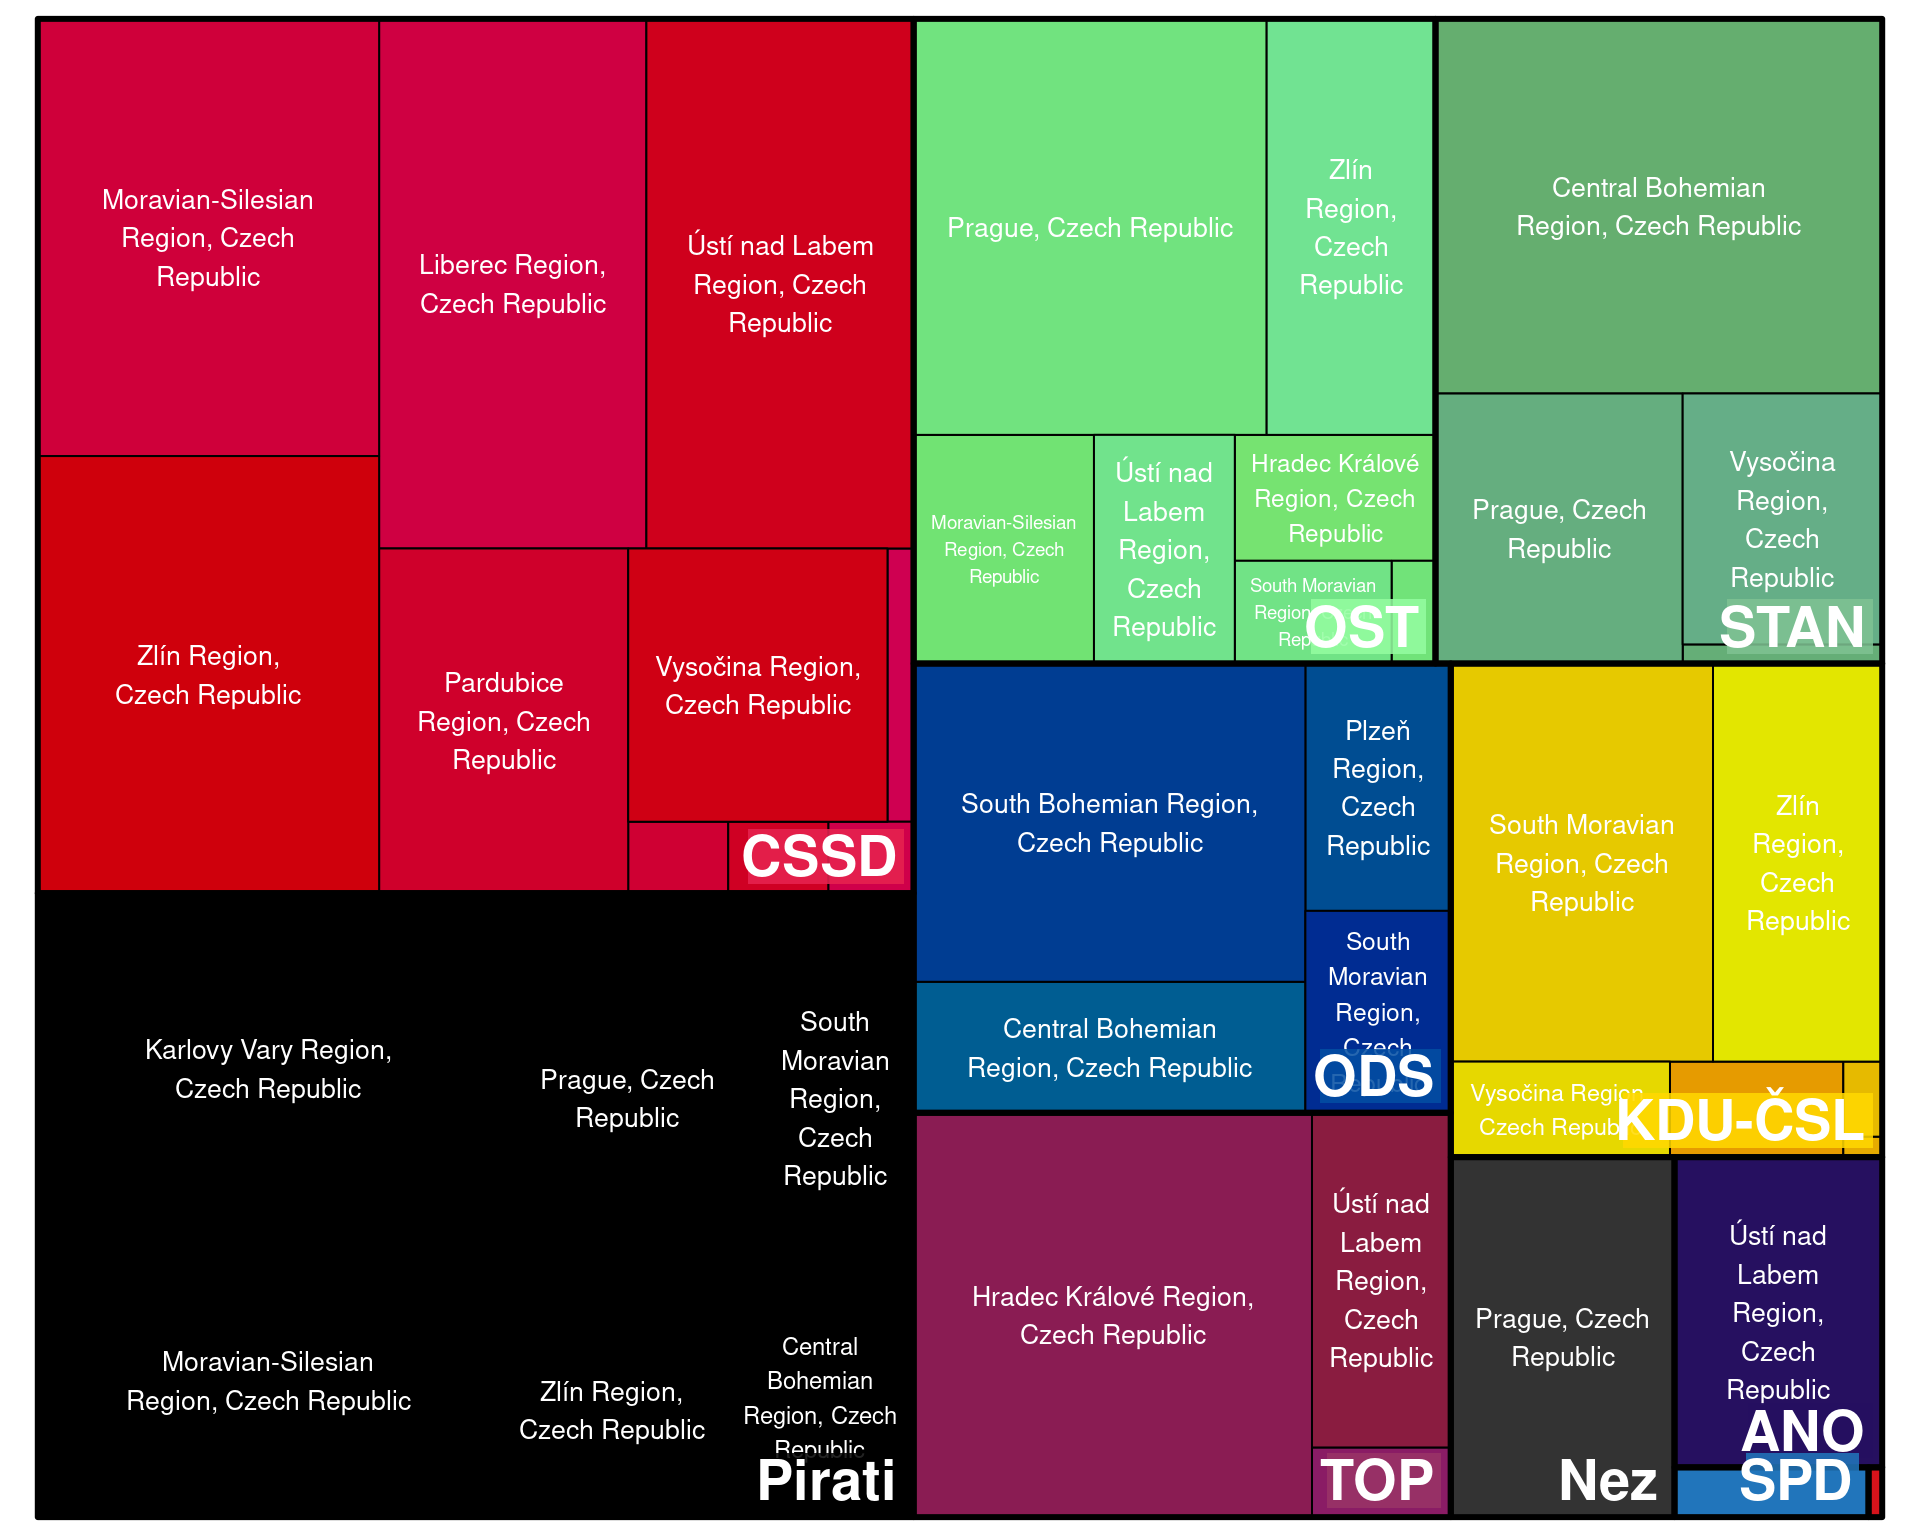 Moravian-Silesian
Region, Czech
Republic
Liberec Region,
Czech Republic
Ústí nad Labem
Region, Czech
Republic
Zlín Region,
Czech Republic
Pardubice
Region, Czech
Republic
Vysočina Region,
Czech Republic
CSSD
Karlovy Vary Region,
Czech Republic
Prague, Czech
Republic
South
Moravian
Region,
Czech
Republic
Moravian-Silesian
Region, Czech Republic
Zlín Region,
Czech Republic
Central
Bohemian
Region, Czech
Republic
Pirati
Prague, Czech Republic
Zlín
Region,
Czech
Republic
Moravian-Silesian
Region, Czech
Republic
Ústí nad
Labem
Region,
Czech
Republic
Hradec Králové
Region, Czech
Republic
South Moravian
Region
OST
Central Bohemian
Region, Czech Republic
Prague, Czech
Republic
Vysočina
Region,
Czech
Republic
STAN
South Bohemian Region,
Czech Republic
Plzeň
Region,
Czech
Republic
Central Bohemian
Region, Czech Republic
South
Moravian
Region,
Czech
ODS
South Moravian
Region, Czech
Republic
Zlín
Region,
Czech
Republic
Vysočina Region
Czech
KDU-ČSL
Hradec Králové Region,
Czech Republic
Ústí nad
Labem
Region,
Czech
Republic
TOP
Prague, Czech
Republic
Nez
Ústí nad
Labem
Region,
Czech
Republic
ANO
SPD